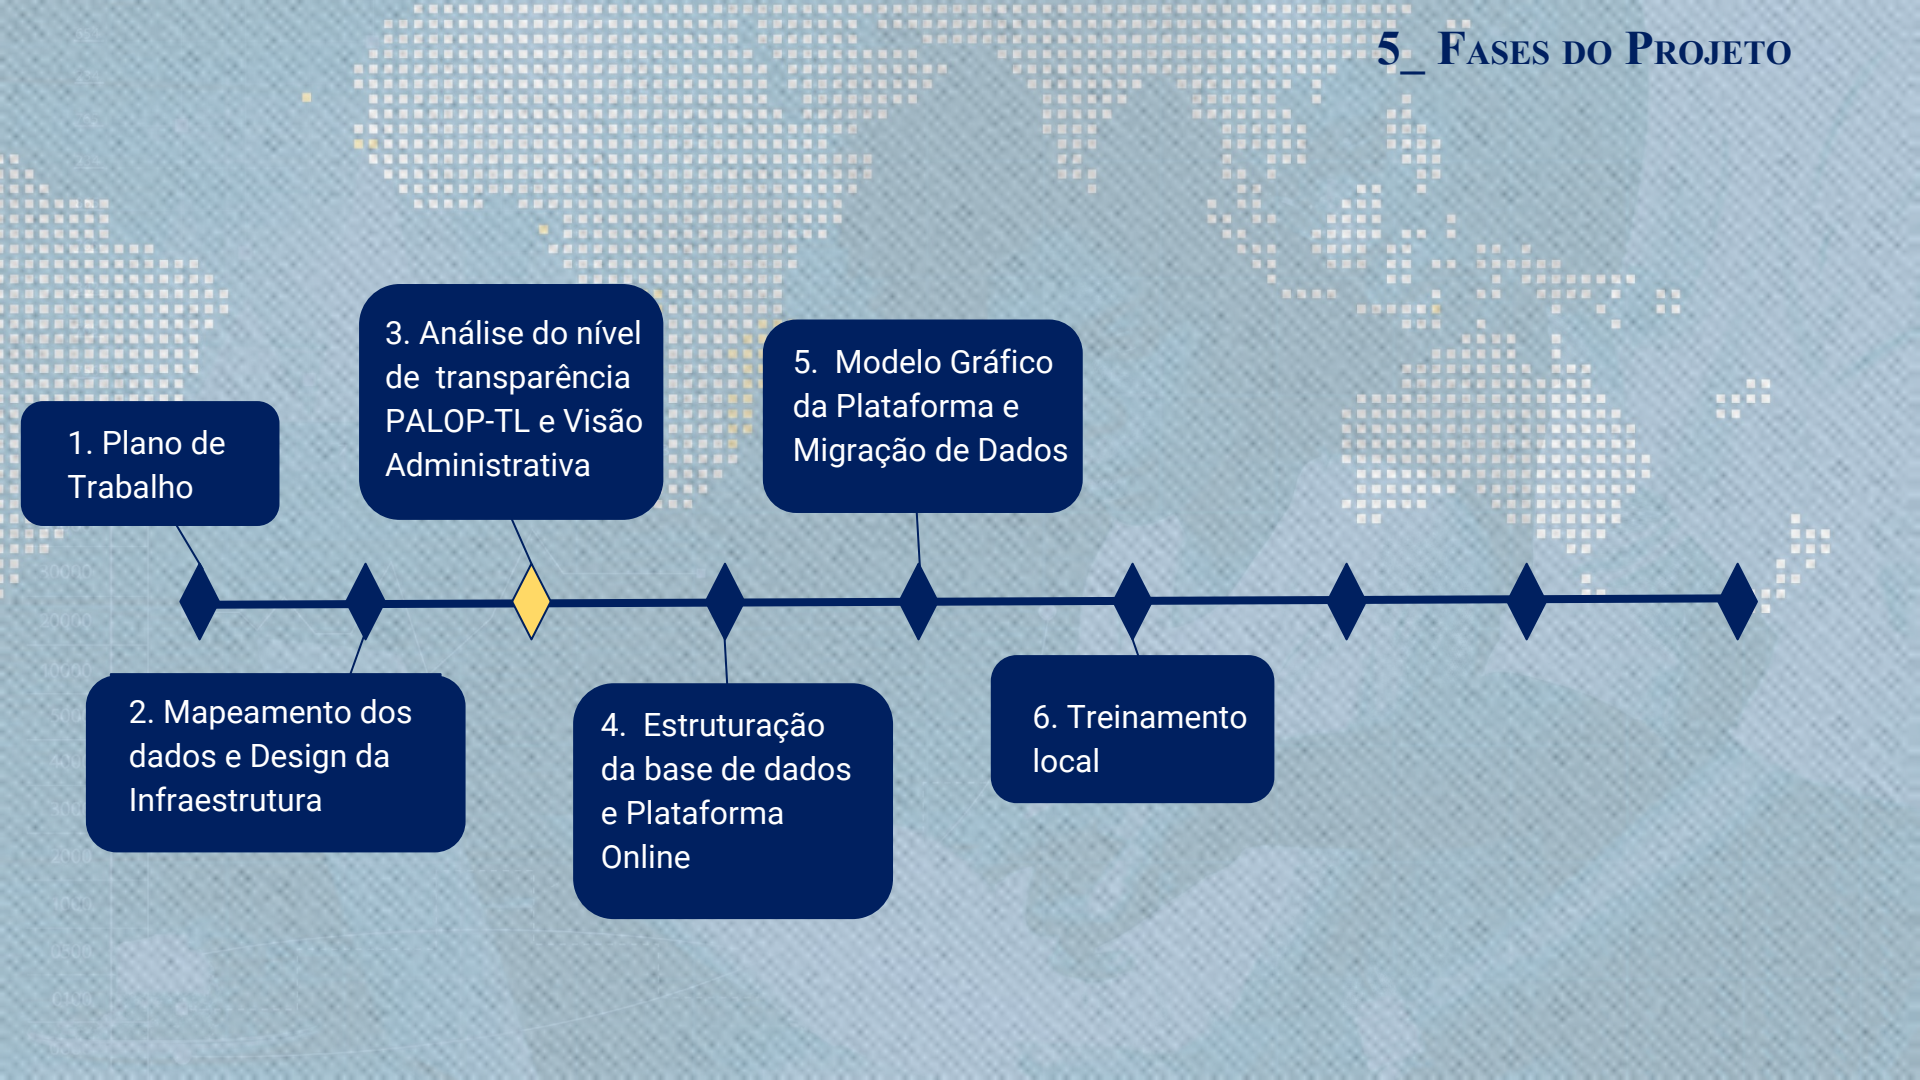 5_ Fases do Projeto
1. Plano de
Trabalho
2. Mapeamento dos
dados e Design da
Infraestrutura
3. Análise do nível
de  transparência
PALOP-TL e Visão
Administrativa
4.  Estruturação
da base de dados
e Plataforma
Online
5.  Modelo Gráfico
da Plataforma e
Migração de Dados
6. Treinamento
local